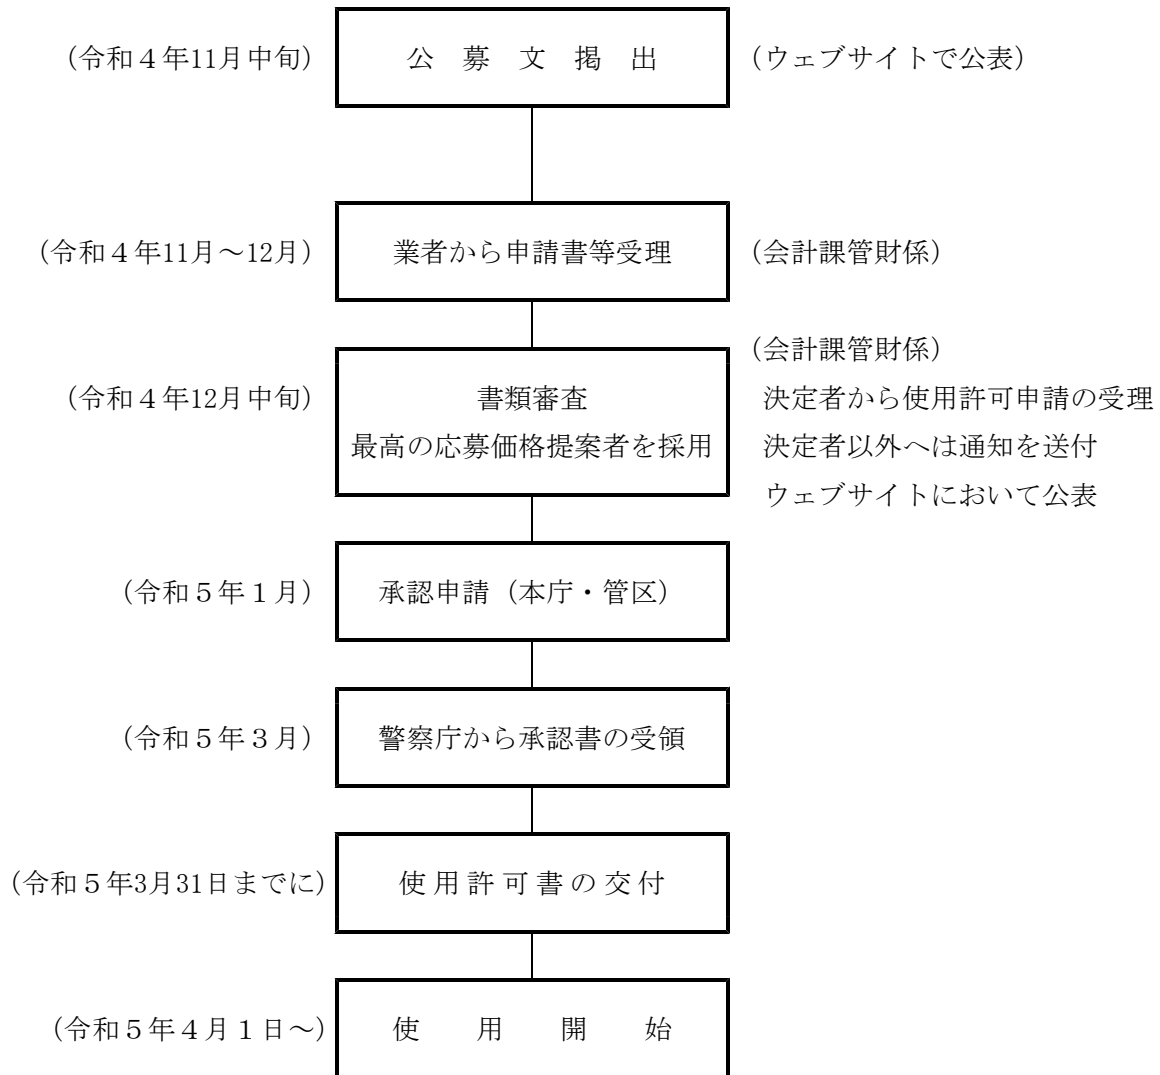 (令和４年11月中旬) 公募文掲出 (ウェブサイトで公表)
(令和４年11月～12月) 業者から申請書等受理 (会計課管財係)
(会計課管財係)
(令和４年12月中旬) 書類審査 決定者から使用許可申請の受理
最高の応募価格提案者を採用 決定者以外へは通知を送付
ウェブサイトにおいて公表
(令和５年１月) 承認申請（本庁・管区）
(令和５年３月) 警察庁から承認書の受領
(令和５年3月31日までに) 使用許可書の交付
(令和５年４月１日～) 使用開始